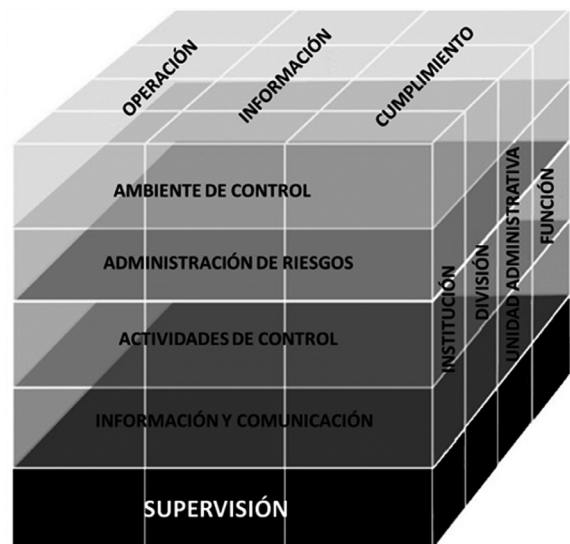 OPERACIÓN
INFORMACIÓN
CUMPLIMIENTO
AMBIENTE DE CONTROL
ADMINISTRACIÓN DE RIESGOS
ACTIVIDADES DE CONTROL
INFORMACIÓN Y COMUNICACIÓN
SUPERVISIÓN
INSTITUCIÓN
DIVISIÓN
UNIDAD ADMINISTRATIVA
FUNCIÓN